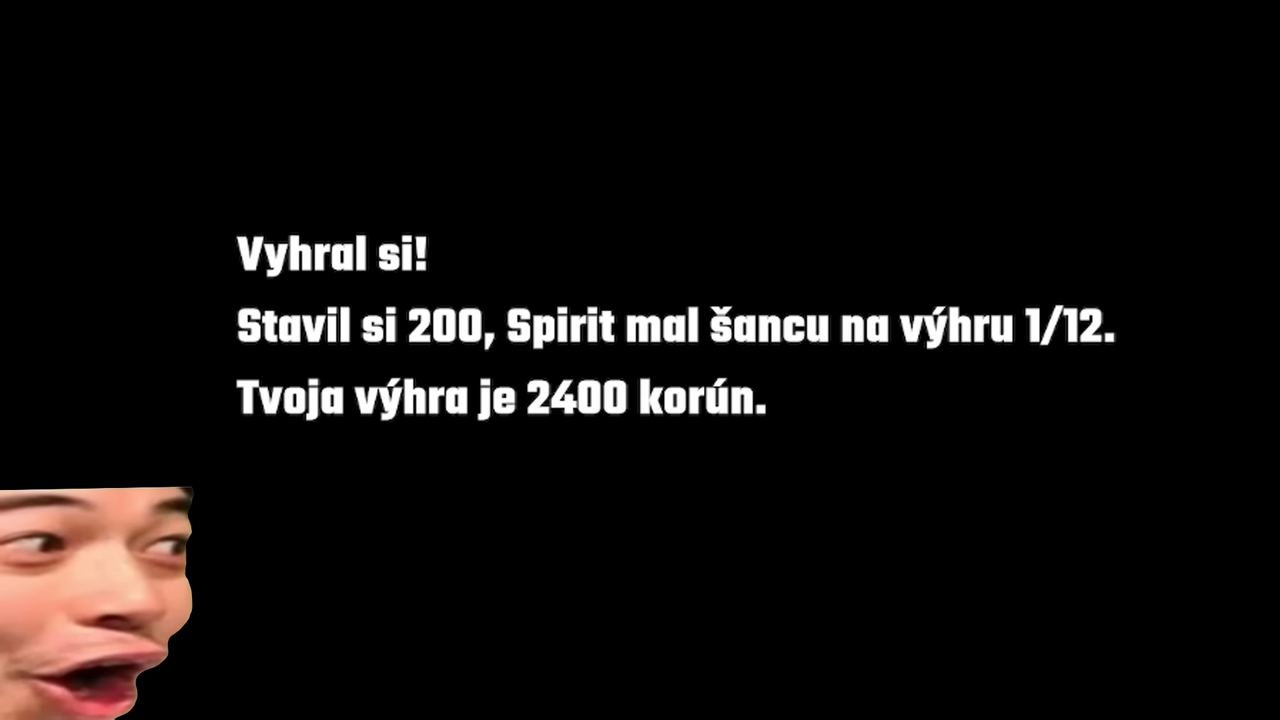 Vyhral si!
Stavil si 200, Spirit mal šancu na výhru 1/12.
Tvoja výhra je 2400 korún.